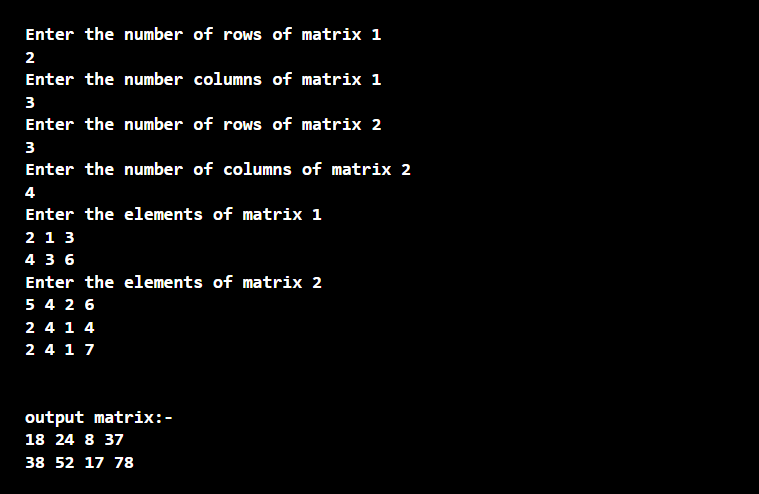 Enter the number of rows of matrix 1
2
Enter the number columns of matrix 1
3
Enter the number of rows of matrix 2
3
Enter the number of columns of matrix 2
4
Enter the elements of matrix 1
2 1 3
4 3 6
Enter the elements of matrix 2
5 4 2 6
2 4 1 4
2 4 1 7
output matrix:-
18 24 8 37
38 52 17 78